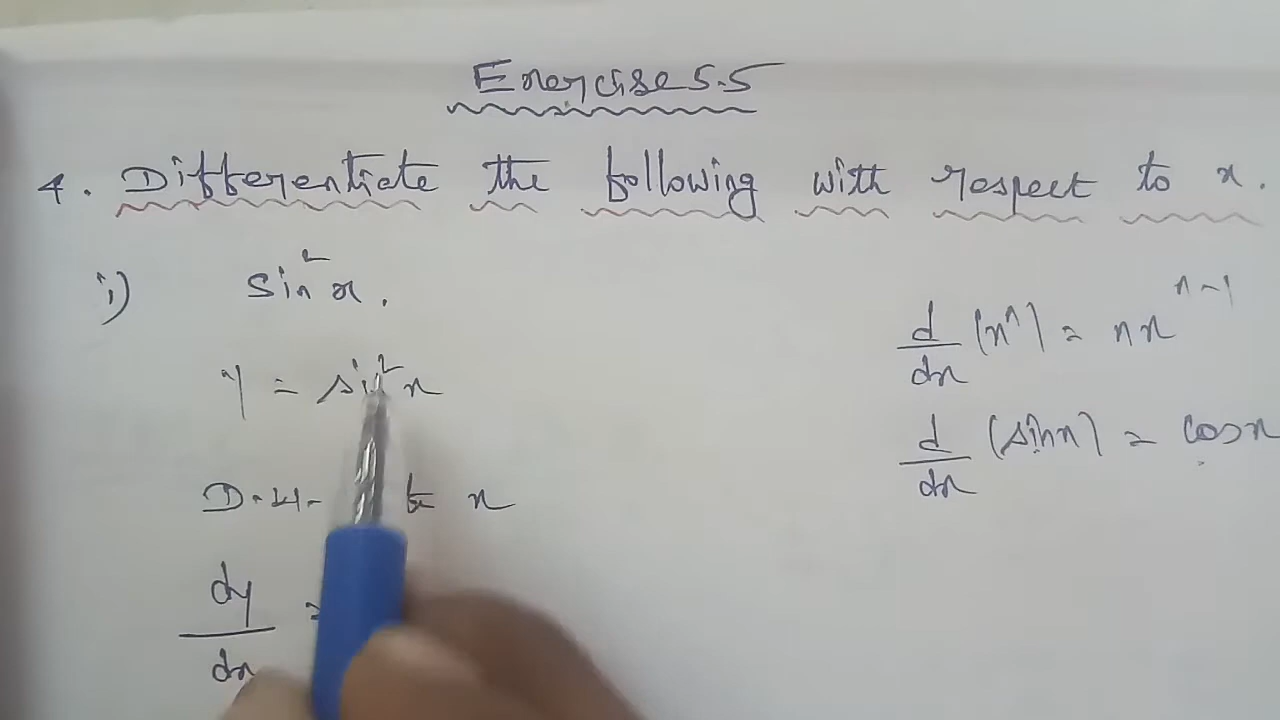 Exercise 5.5
4. Differentiate the following with respect to x.
i) sin²x.
y = sin²x
D.w. to x
dy/dx =
d/dx (xⁿ) = nxⁿ⁻¹
d/dx (sinx) = cosx